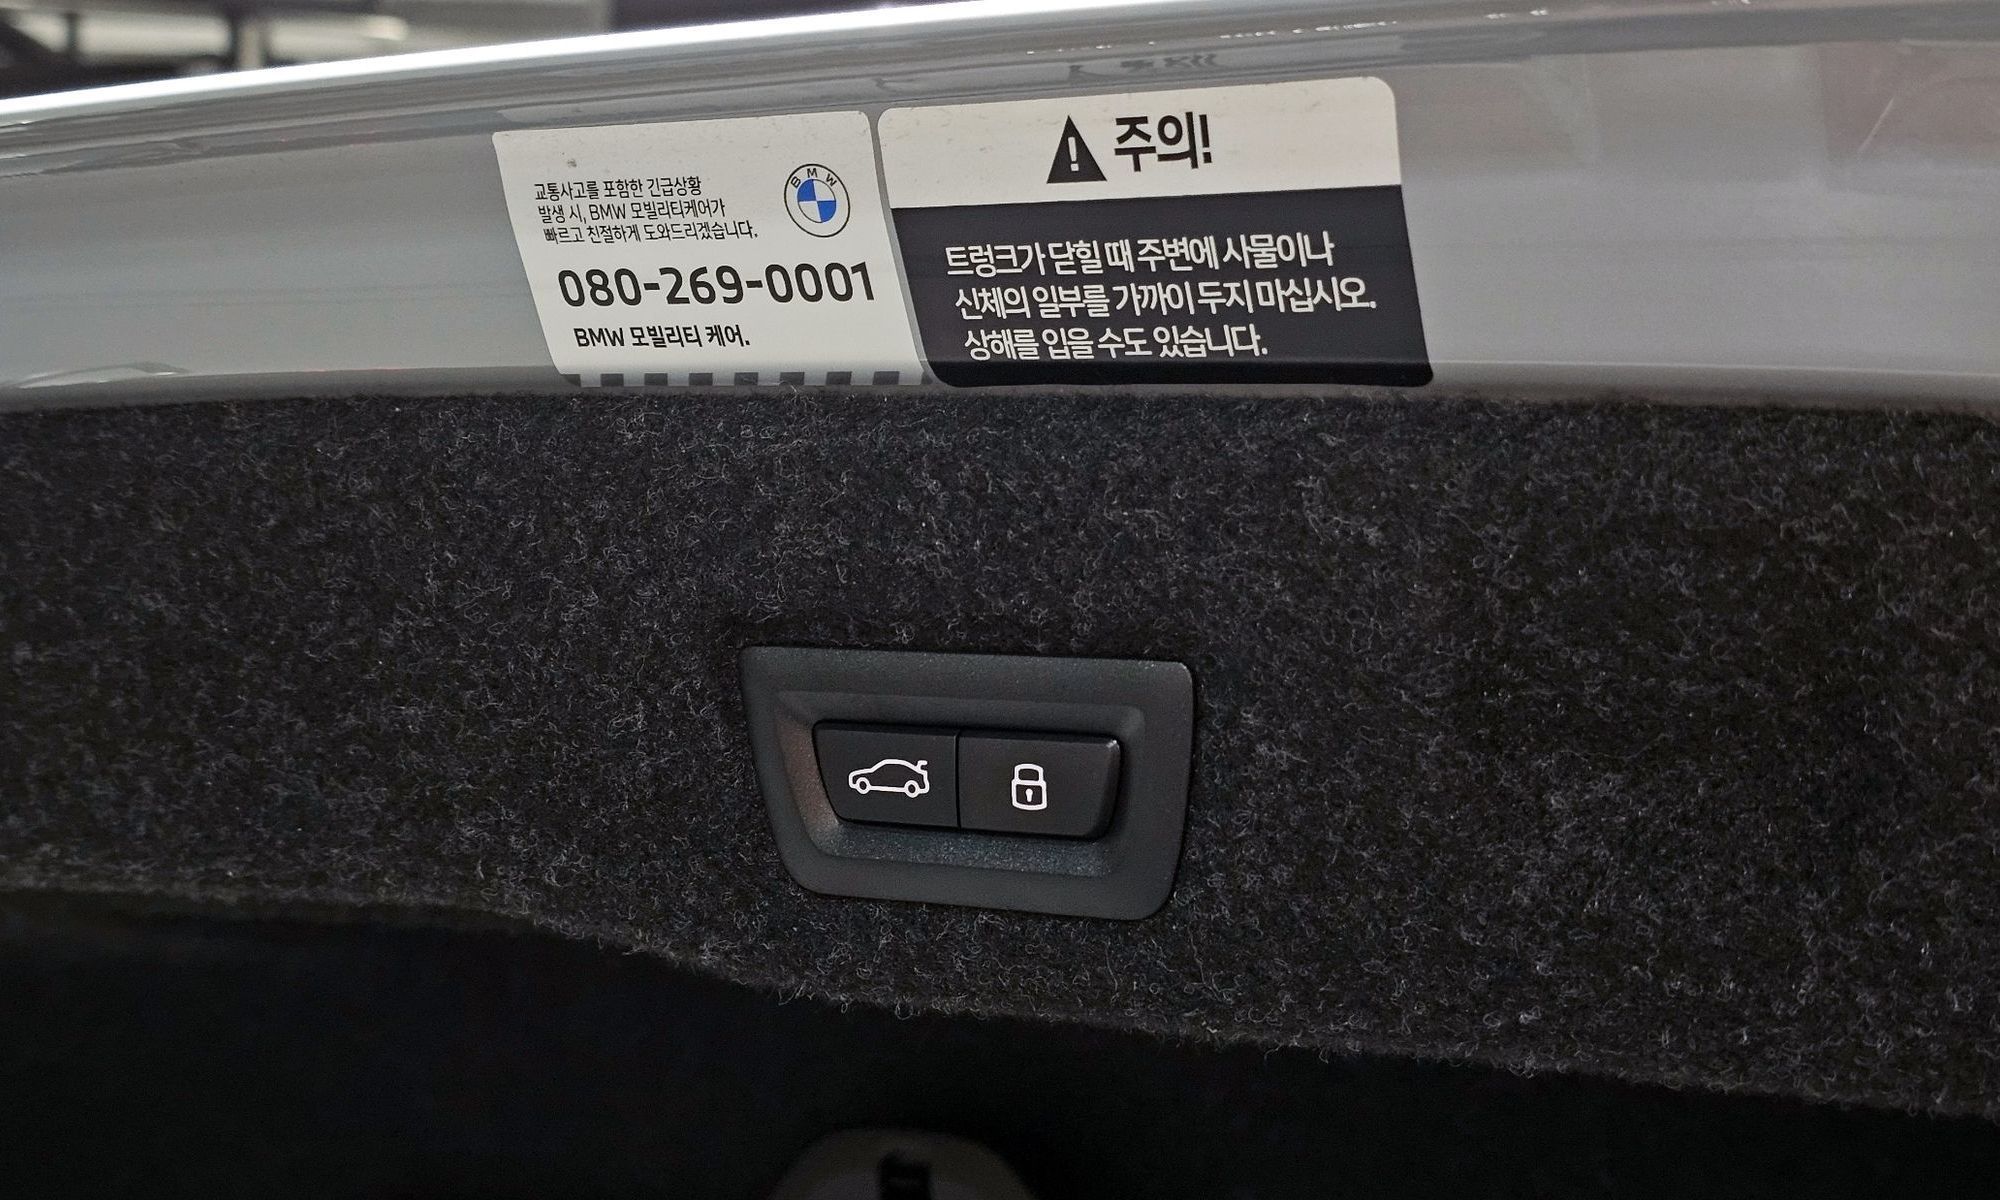 교통사고를 포함한 긴급상황
발생 시, BMW 모빌리티케어가
빠르고 친절하게 도와드리겠습니다.
BMW
080-269-0001
BMW 모빌리티 케어.
주의!
트렁크가 닫힐 때 주변에 사물이나
신체의 일부를 가까이 두지 마십시오.
상해를 입을 수도 있습니다.